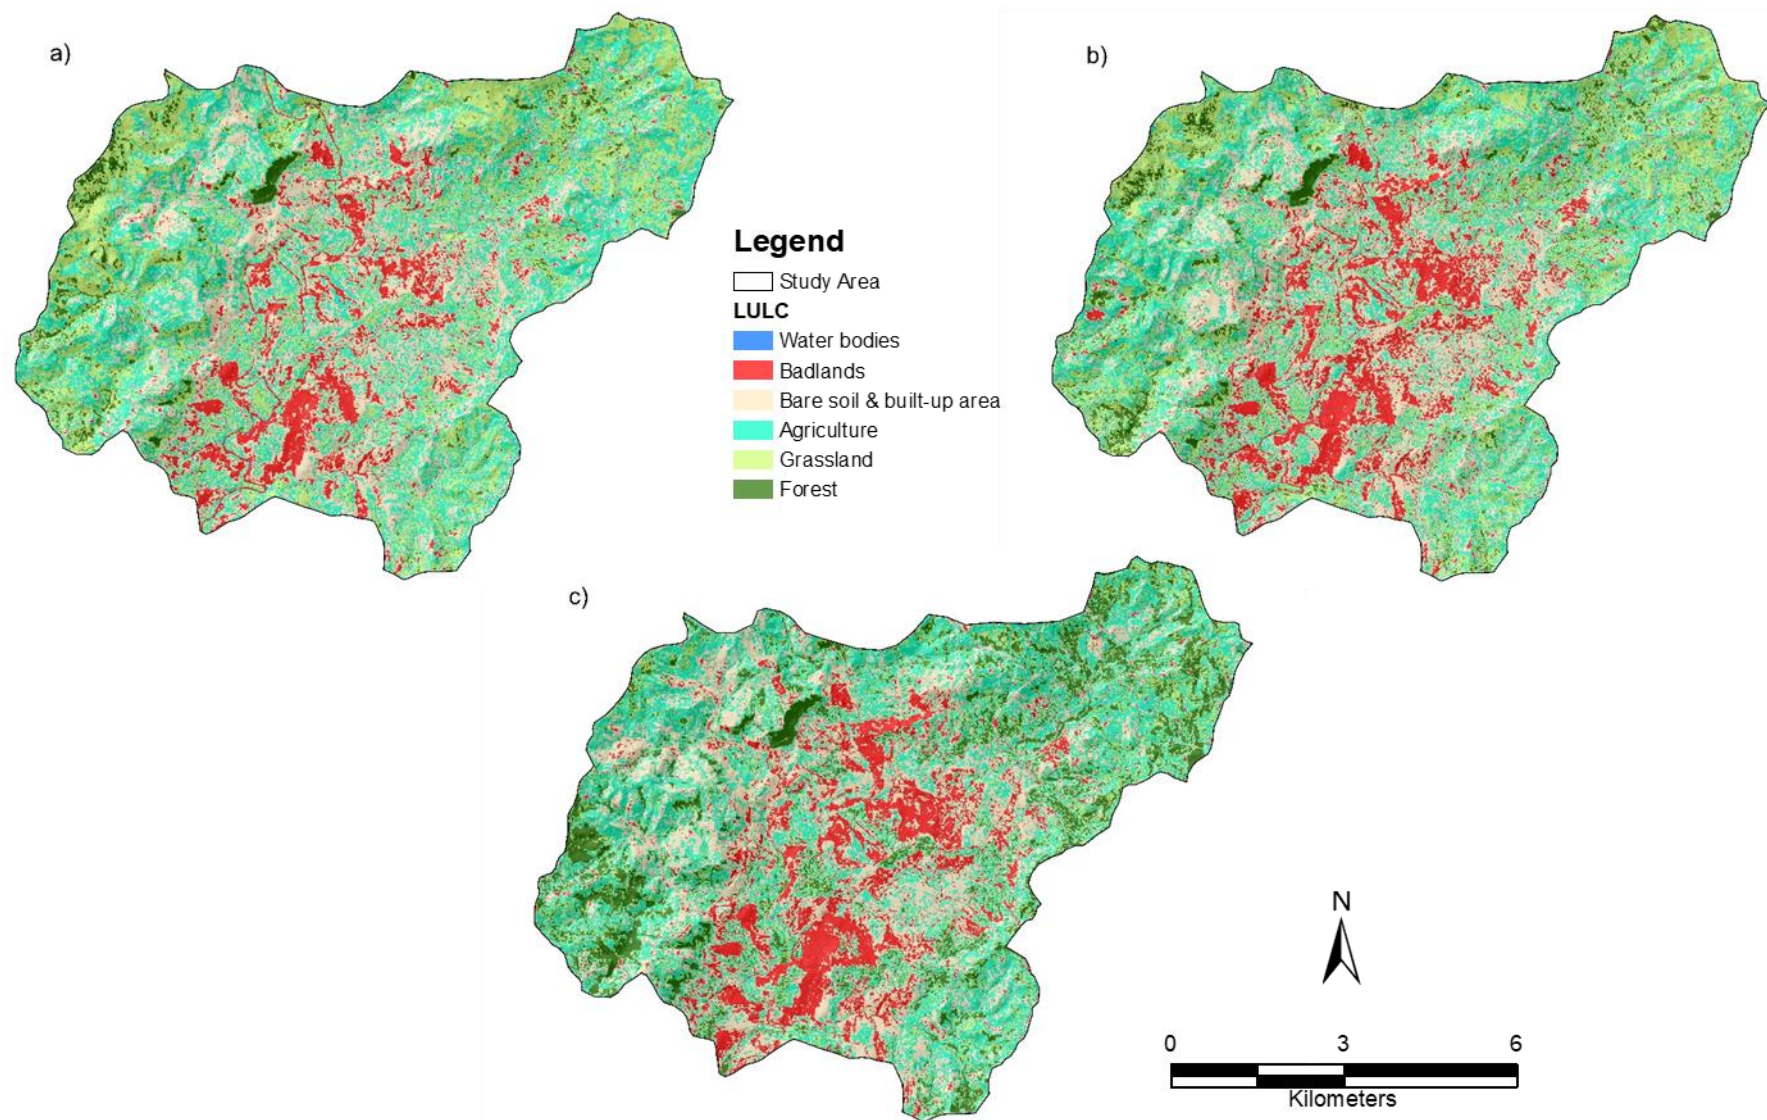 a)
b)
Legend
Study Area
LULC
Water bodies
Badlands
Bare soil & built-up area
Agriculture
Grassland
Forest
c)
N
0 3 6
Kilometers